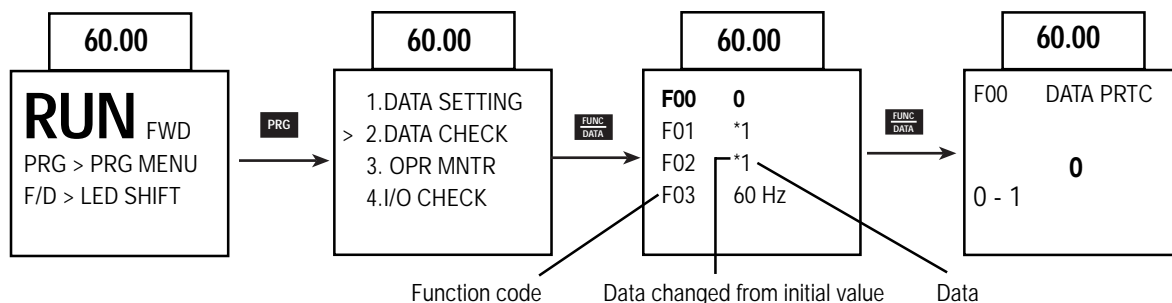 60.00
RUN FWD
PRG > PRG MENU
F/D > LED SHIFT
PRG
60.00
1.DATA SETTING
> 2.DATA CHECK
3. OPR MNTR
4.I/O CHECK
FUNC
DATA
60.00
F00 0
F01 *1
F02 *1
F03 60 Hz
FUNC
DATA
60.00
F00 DATA PRTC
0
0 - 1
Function code
Data changed from initial value
Data